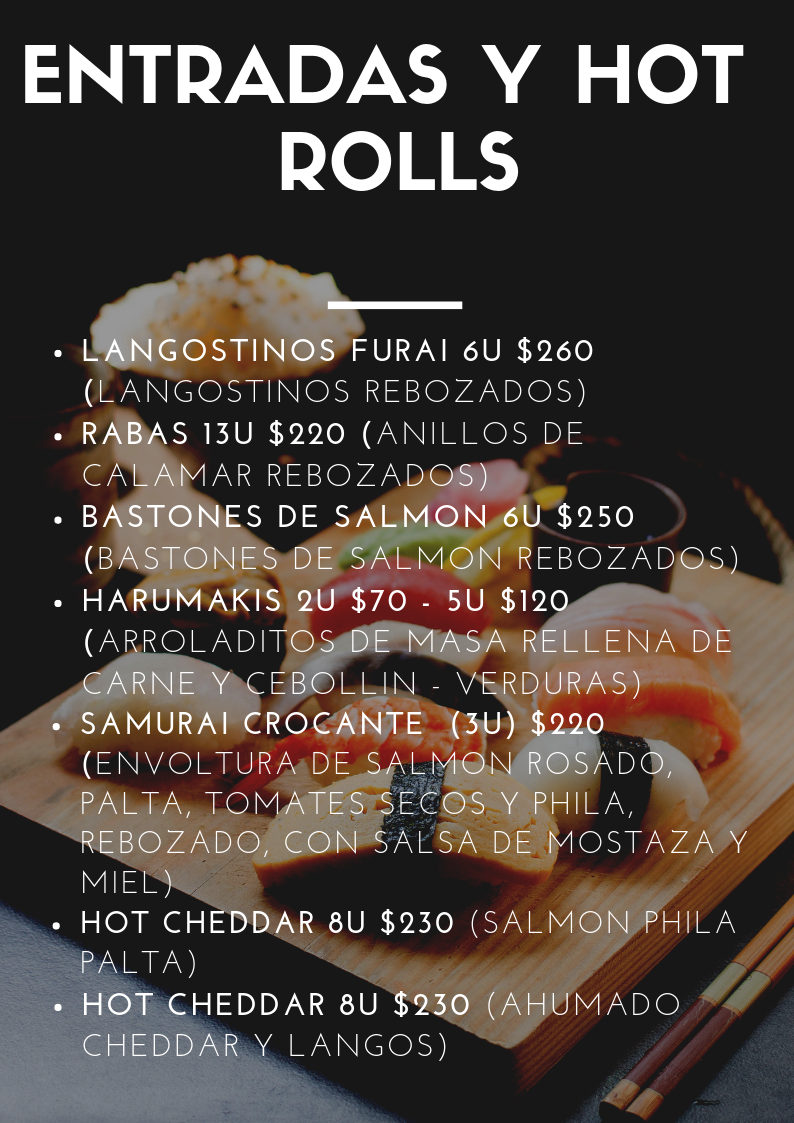 ENTRADAS Y HOT
ROLLS
• LANGOSTINOS FURAI 6U $260
(LANGOSTINOS REBOZADOS)
• RABAS 13U $220 (ANILLOS DE
CALAMAR REBOZADOS)
• BASTONES DE SALMON 6U $250
(BASTONES DE SALMON REBOZADOS)
• HARUMAKIS 2U $70 - 5U $120
(ARROLADITOS DE MASA RELLENA DE
CARNE Y CEBOLLIN - VERDURAS)
• SAMURAI CROCANTE (3U) $220
(ENVOLTURA DE SALMON ROSADO,
PALTA, TOMATES SECOS Y PHILA,
REBOZADO, CON SALSA DE MOSTAZA Y
MIEL)
• HOT CHEDDAR 8U $230 (SALMON PHILA
PALTA)
• HOT CHEDDAR 8U $230 (AHUMADO
CHEDDAR Y LANGOS)